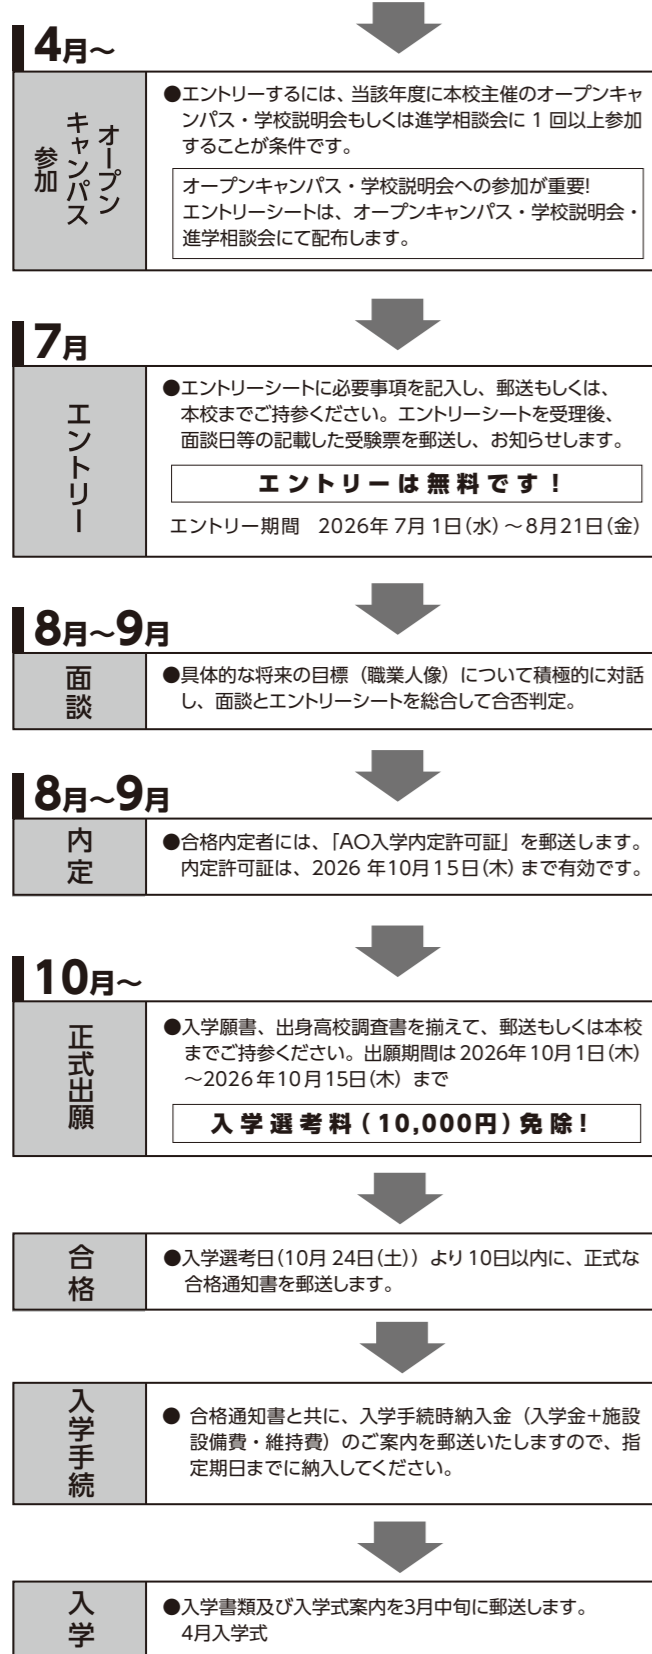 4月～
オープン
キャンパス
参加
●エントリーするには、当該年度に本校主催のオープンキャ
ンパス・学校説明会もしくは進学相談会に 1 回以上参加
することが条件です。
オープンキャンパス・学校説明会への参加が重要!
エントリーシートは、オープンキャンパス・学校説明会・
進学相談会にて配布します。
7月
エントリー
●エントリーシートに必要事項を記入し、郵送もしくは、
本校までご持参ください。エントリーシートを受理後、
面談日等の記載した受験票を郵送し、お知らせします。
エントリーは無料です！
エントリー期間　2026年 7月 1日(水)～8月21日(金)
8月～9月
面談
●具体的な将来の目標（職業人像）について積極的に対話
し、面談とエントリーシートを総合して合否判定。
8月～9月
内定
●合格内定者には、「AO入学内定許可証」を郵送します。
内定許可証は、2026 年10月15日(木) まで有効です。
10月～
正式出願
●入学願書、出身高校調査書を揃えて、郵送もしくは本校
までご持参ください。出願期間は 2026年10月1日(木)
～2026年10月15日(木) まで
入学選考料（10,000円）免除！
合格
●入学選考日(10月 24日(土)) より 10日以内に、正式な
合格通知書を郵送します。
入学手続
● 合格通知書と共に、入学手続時納入金（入学金+施設
設備費・維持費）のご案内を郵送いたしますので、指
定期日までに納入してください。
入学
●入学書類及び入学式案内を3月中旬に郵送します。
4月入学式